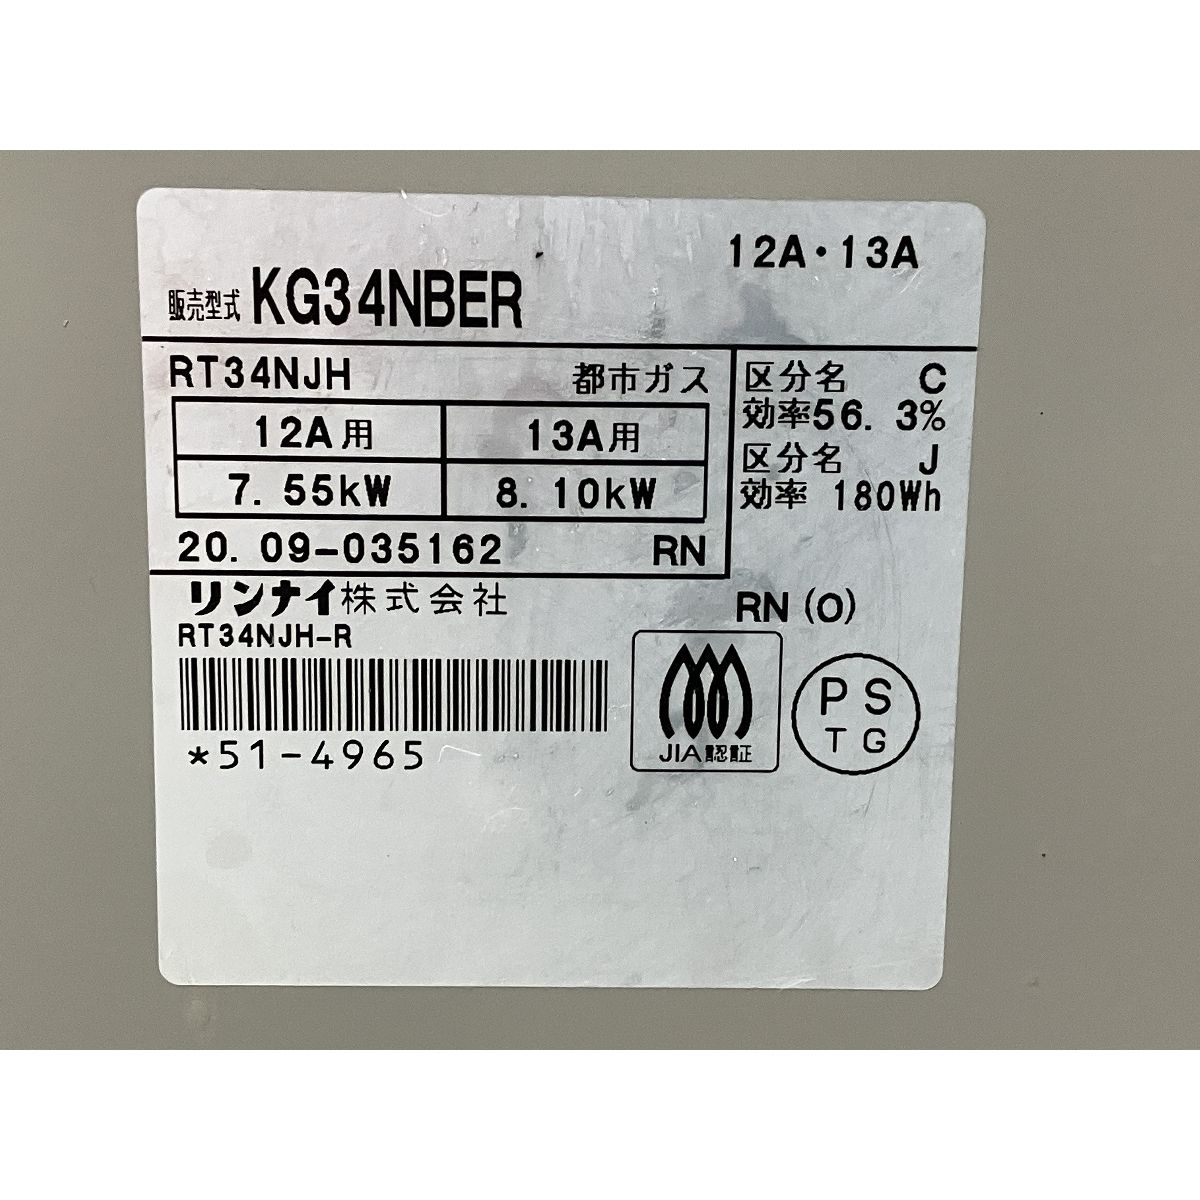 12A・13A
販売型式 KG34NBER
RT34NJH 都市ガス
12A用 13A用
7.55kW 8.10kW
20.09-035162 RN
区分名 C
効率56.3%
区分名 J
効率 180Wh
リンナイ株式会社
RN(O)
RT34NJH-R
*51-4965
JIA認証
PS
TG